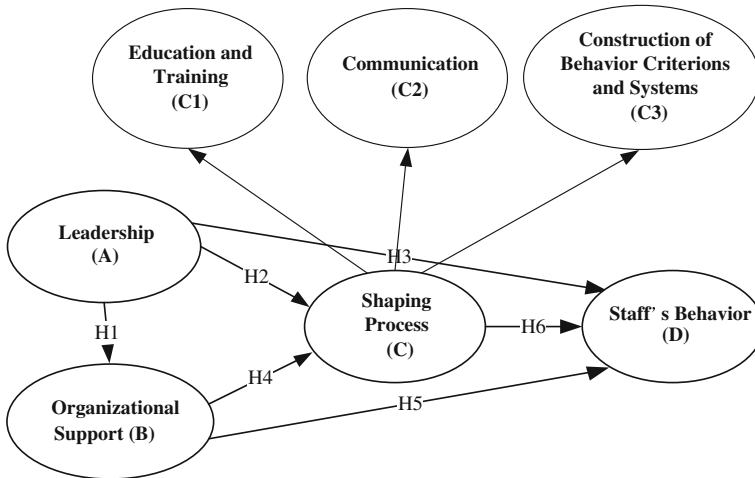 Education and
Training
(C1)
Communication
(C2)
Construction of
Behavior Criterions
and Systems
(C3)
Leadership
(A)
H3
H2
Shaping
Process
(C)
H6
Staff' s Behavior
(D)
H1
H4
Organizational
Support (B)
H5